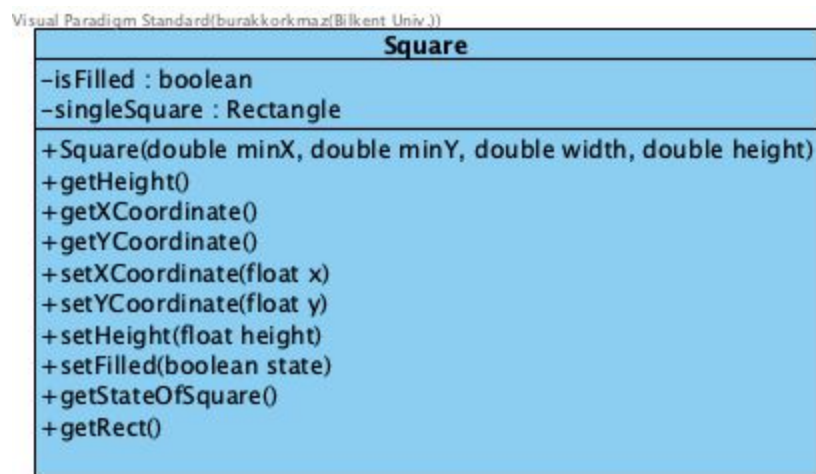 Visual Paradigm Standard(burakkorkmaz(Bilkent Univ.))
Square
-isFilled : boolean
-singleSquare : Rectangle
+Square(double minX, double minY, double width, double height)
+getHeight()
+getXCoordinate()
+getYCoordinate()
+setXCoordinate(float x)
+setYCoordinate(float y)
+setHeight(float height)
+setFilled(boolean state)
+getStateOfSquare()
+getRect()